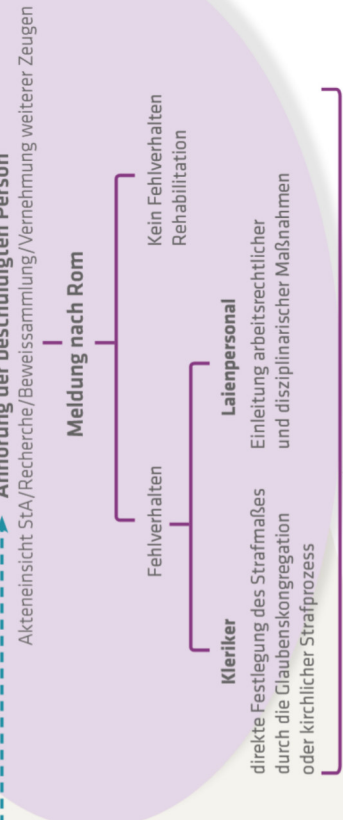 Anhörung der beschuldigten Person
Akteneinsicht StA/Recherche/Beweissammlung/Vernehmung weiterer Zeugen
Meldung nach Rom
Fehlverhalten
Kein Fehlverhalten
Rehabilitation
Kleriker
direkte Festlegung des Strafmaßes
durch die Glaubenskongregation
oder kirchlicher Strafprozess
Laienpersonal
Einleitung arbeitsrechtlicher
und disziplinarischer Maßnahmen